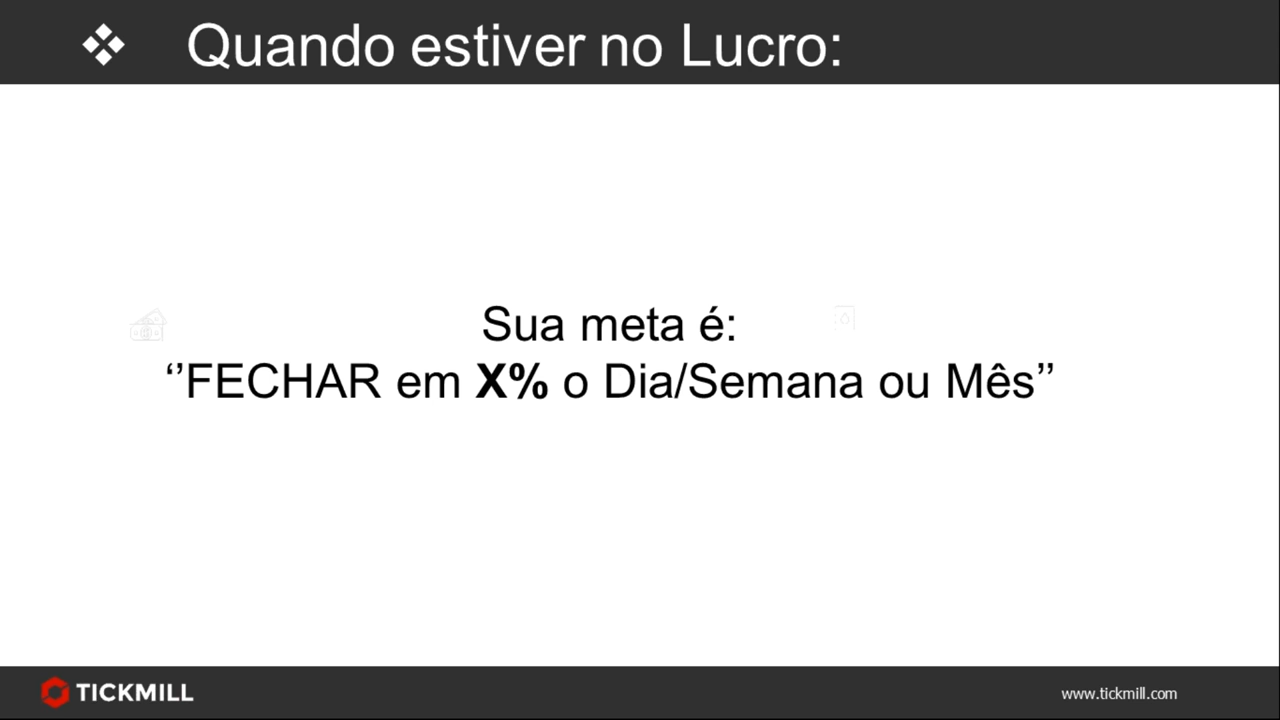 ❖ Quando estiver no Lucro:
Sua meta é:
‘’FECHAR em X% o Dia/Semana ou Mês’’
TICKMILL
www.tickmill.com